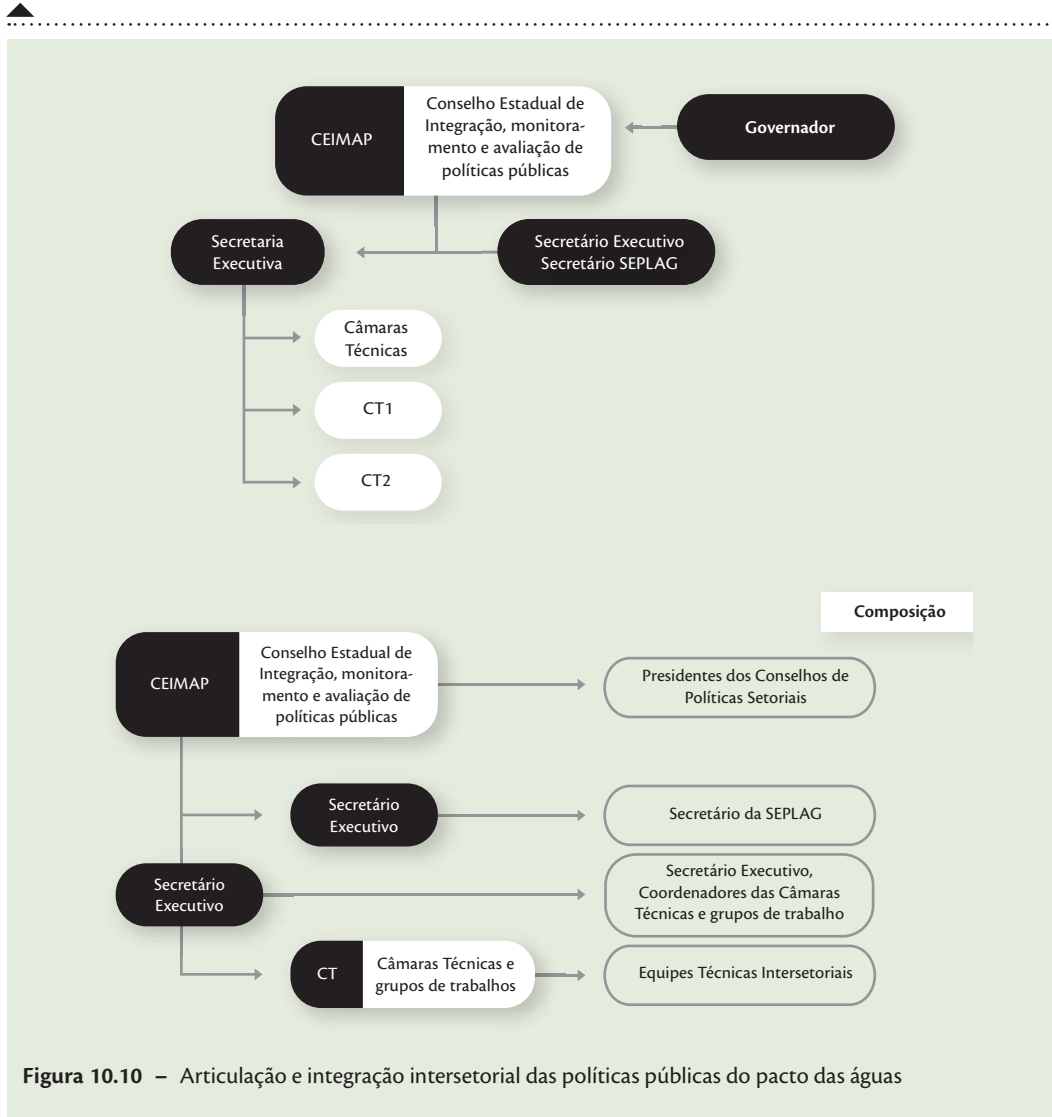 CEIMAP
Conselho Estadual de
Integração, monitora-
mento e avaliação de
políticas públicas
Governador
Secretaria
Executiva
Secretário Executivo
Secretário SEPLAG
Câmaras
Técnicas
CT1
CT2
Composição
CEIMAP
Conselho Estadual de
Integração, monitora-
mento e avaliação de
políticas públicas
Presidentes dos Conselhos de
Políticas Setoriais
Secretário
Executivo
Secretário da SEPLAG
Secretário
Executivo
Secretário Executivo,
Coordenadores das Câmaras
Técnicas e grupos de trabalho
CT
Câmaras Técnicas e
grupos de trabalhos
Equipes Técnicas Intersetoriais
Figura 10.10 – Articulação e integração intersetorial das políticas públicas do pacto das águas